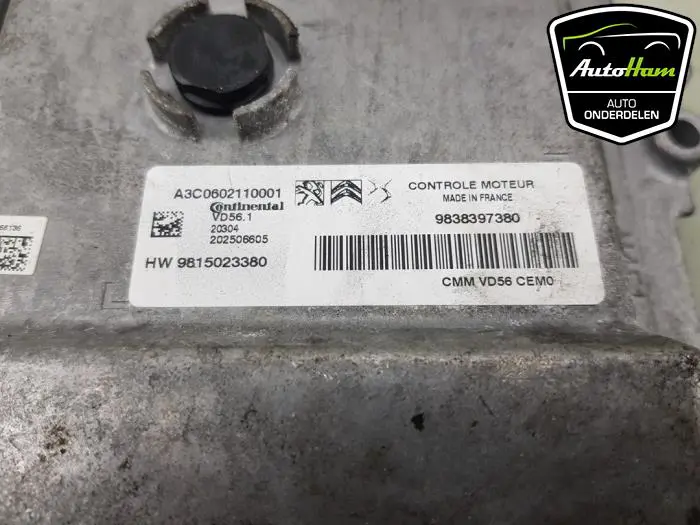 AutoHam
AUTO
ONDERDELEN
A3C0602110001
Continental
VD56.1
20304
202506605
HW 9815023380
CONTROLE MOTEUR
MADE IN FRANCE
9838397380
CMM VD56 CEM0